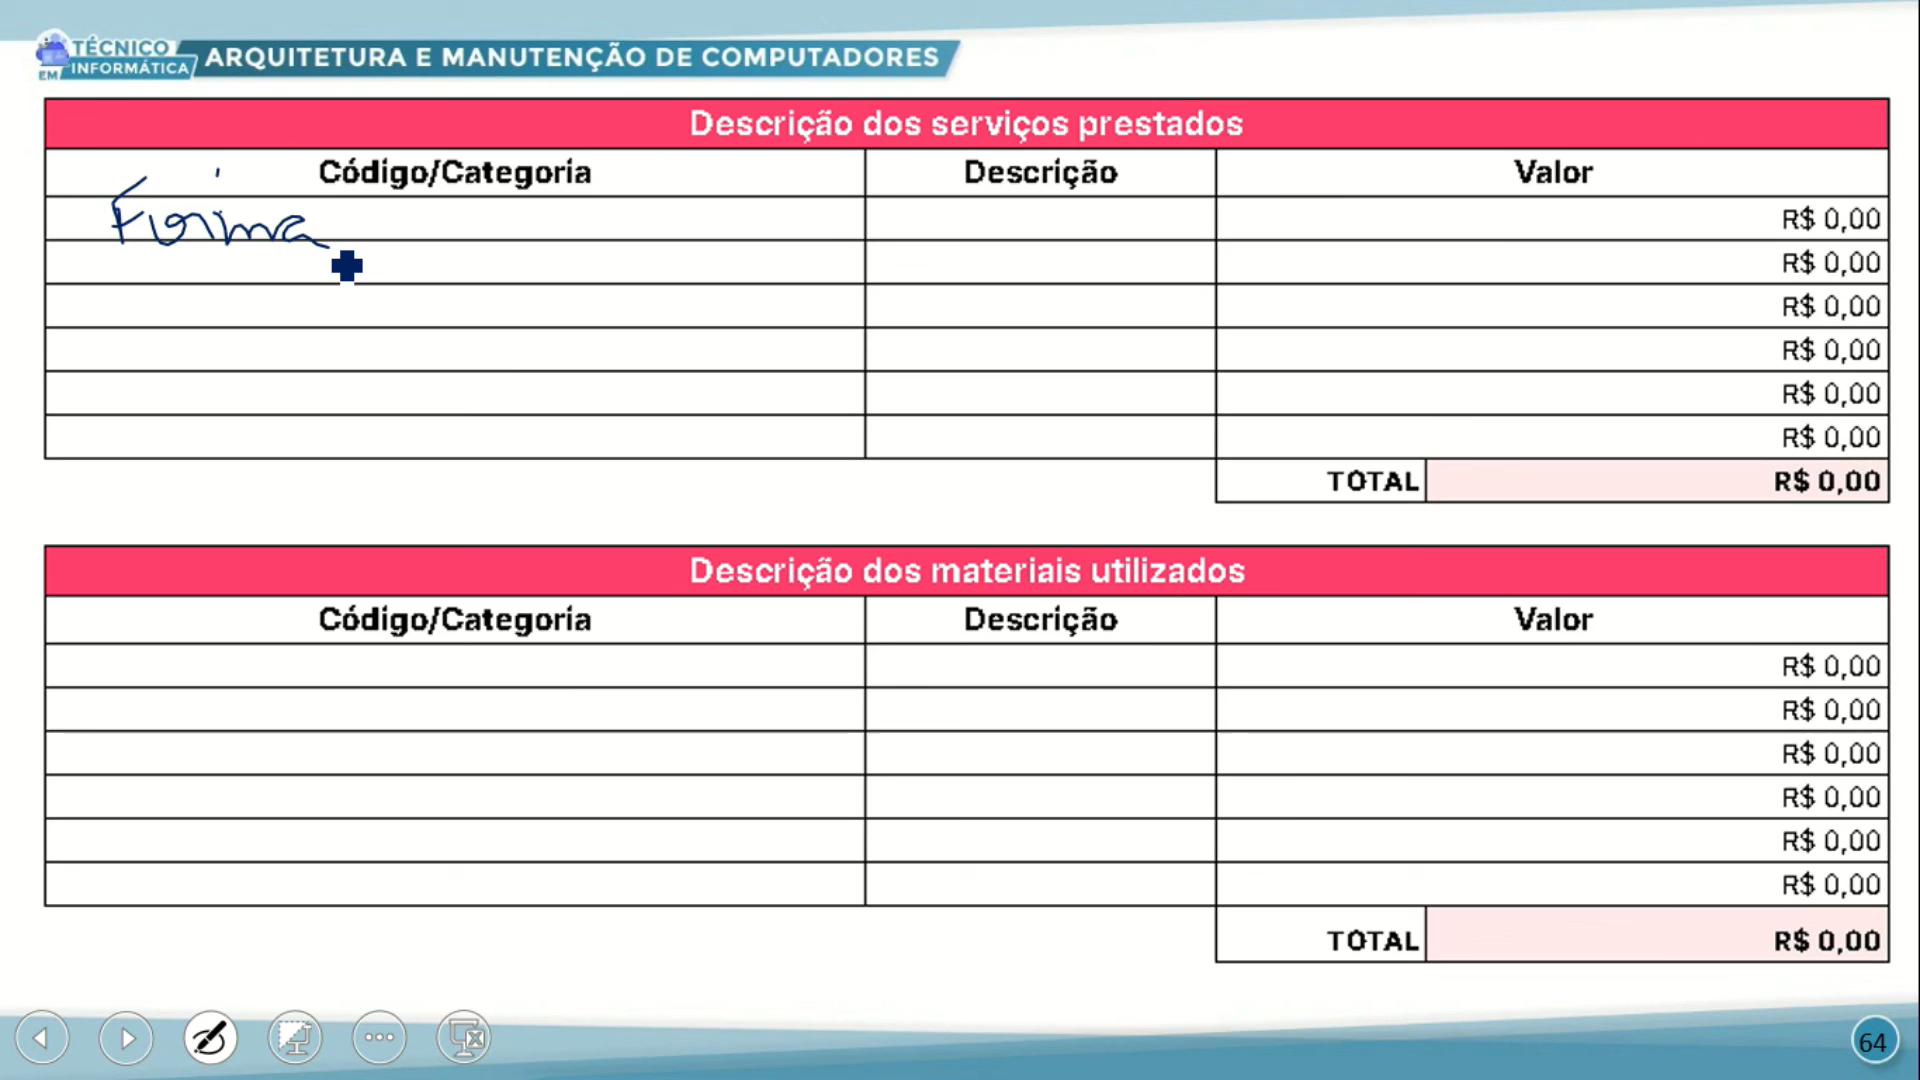 TÉCNICO
EM INFORMÁTICA
ARQUITETURA E MANUTENÇÃO DE COMPUTADORES
Descrição dos serviços prestados
Código/Categoria Descrição Valor
R$ 0,00
R$ 0,00
R$ 0,00
R$ 0,00
R$ 0,00
R$ 0,00
TOTAL R$ 0,00
Descrição dos materiais utilizados
Código/Categoria Descrição Valor
R$ 0,00
R$ 0,00
R$ 0,00
R$ 0,00
R$ 0,00
R$ 0,00
TOTAL R$ 0,00
64